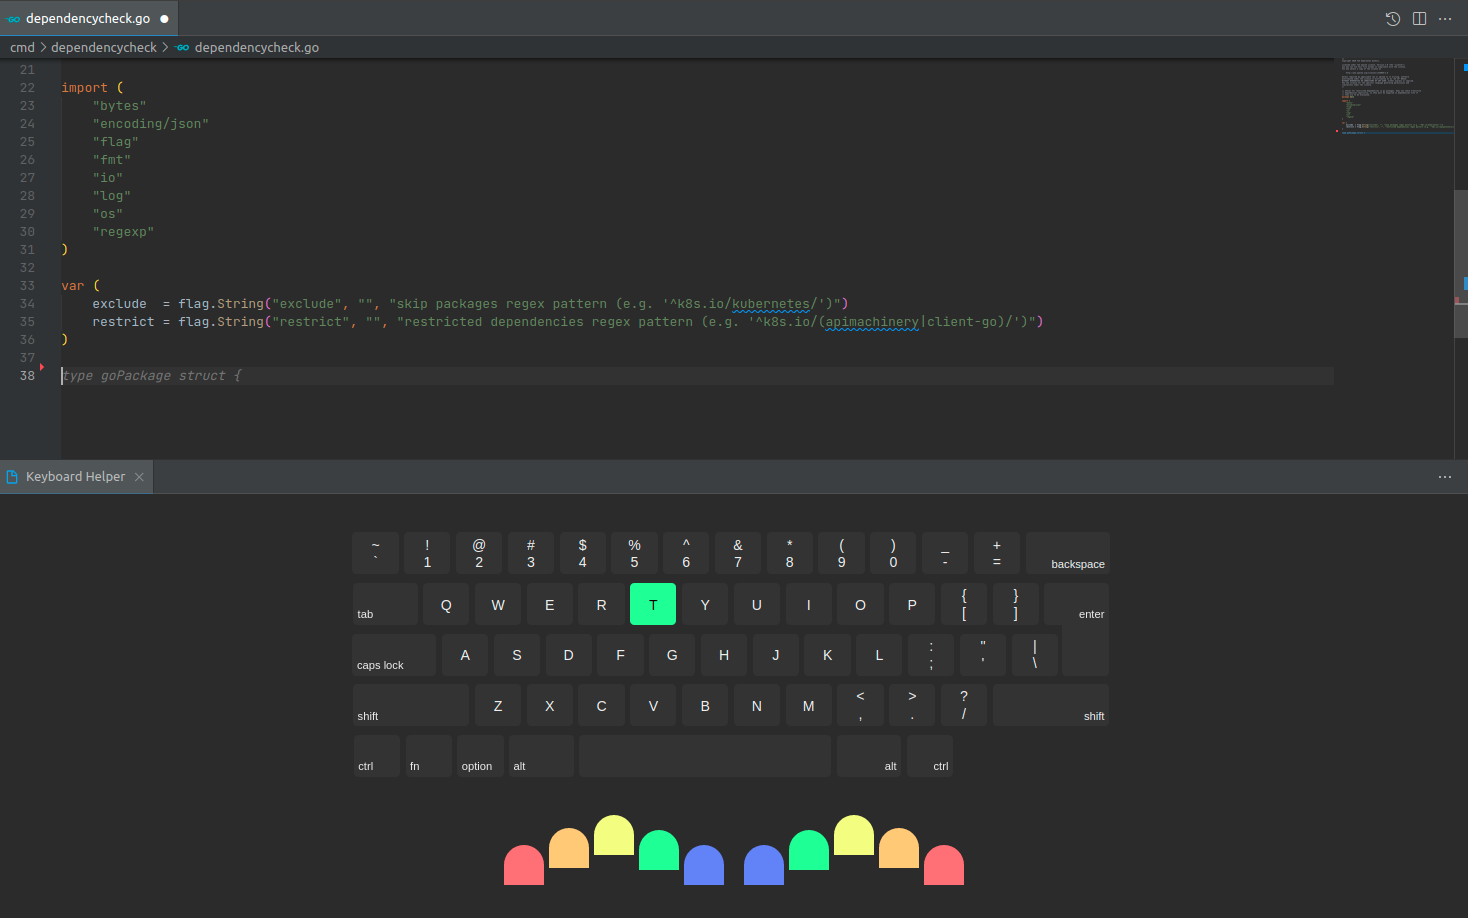 GO dependencycheck.go
cmd > dependencycheck > GO dependencycheck.go
21
22 import (
23 "bytes"
24 "encoding/json"
25 "flag"
26 "fmt"
27 "io"
28 "log"
29 "os"
30 "regexp"
31 )
32
33 var (
34 exclude = flag.String("exclude", "", "skip packages regex pattern (e.g. '^k8s.io/kubernetes/')")
35 restrict = flag.String("restrict", "", "restricted dependencies regex pattern (e.g. '^k8s.io/(apimachinery|client-go)/')")
36 )
37
38 type goPackage struct {
Keyboard Helper
~ ! @ # $ % ^ & * ( ) _ +
` 1 2 3 4 5 6 7 8 9 0 - = backspace
tab Q W E R T Y U I O P { [ } ] enter
caps lock A S D F G H J K L : ; " ' | \
shift Z X C V B N M < , > . ? / shift
ctrl fn option alt alt ctrl